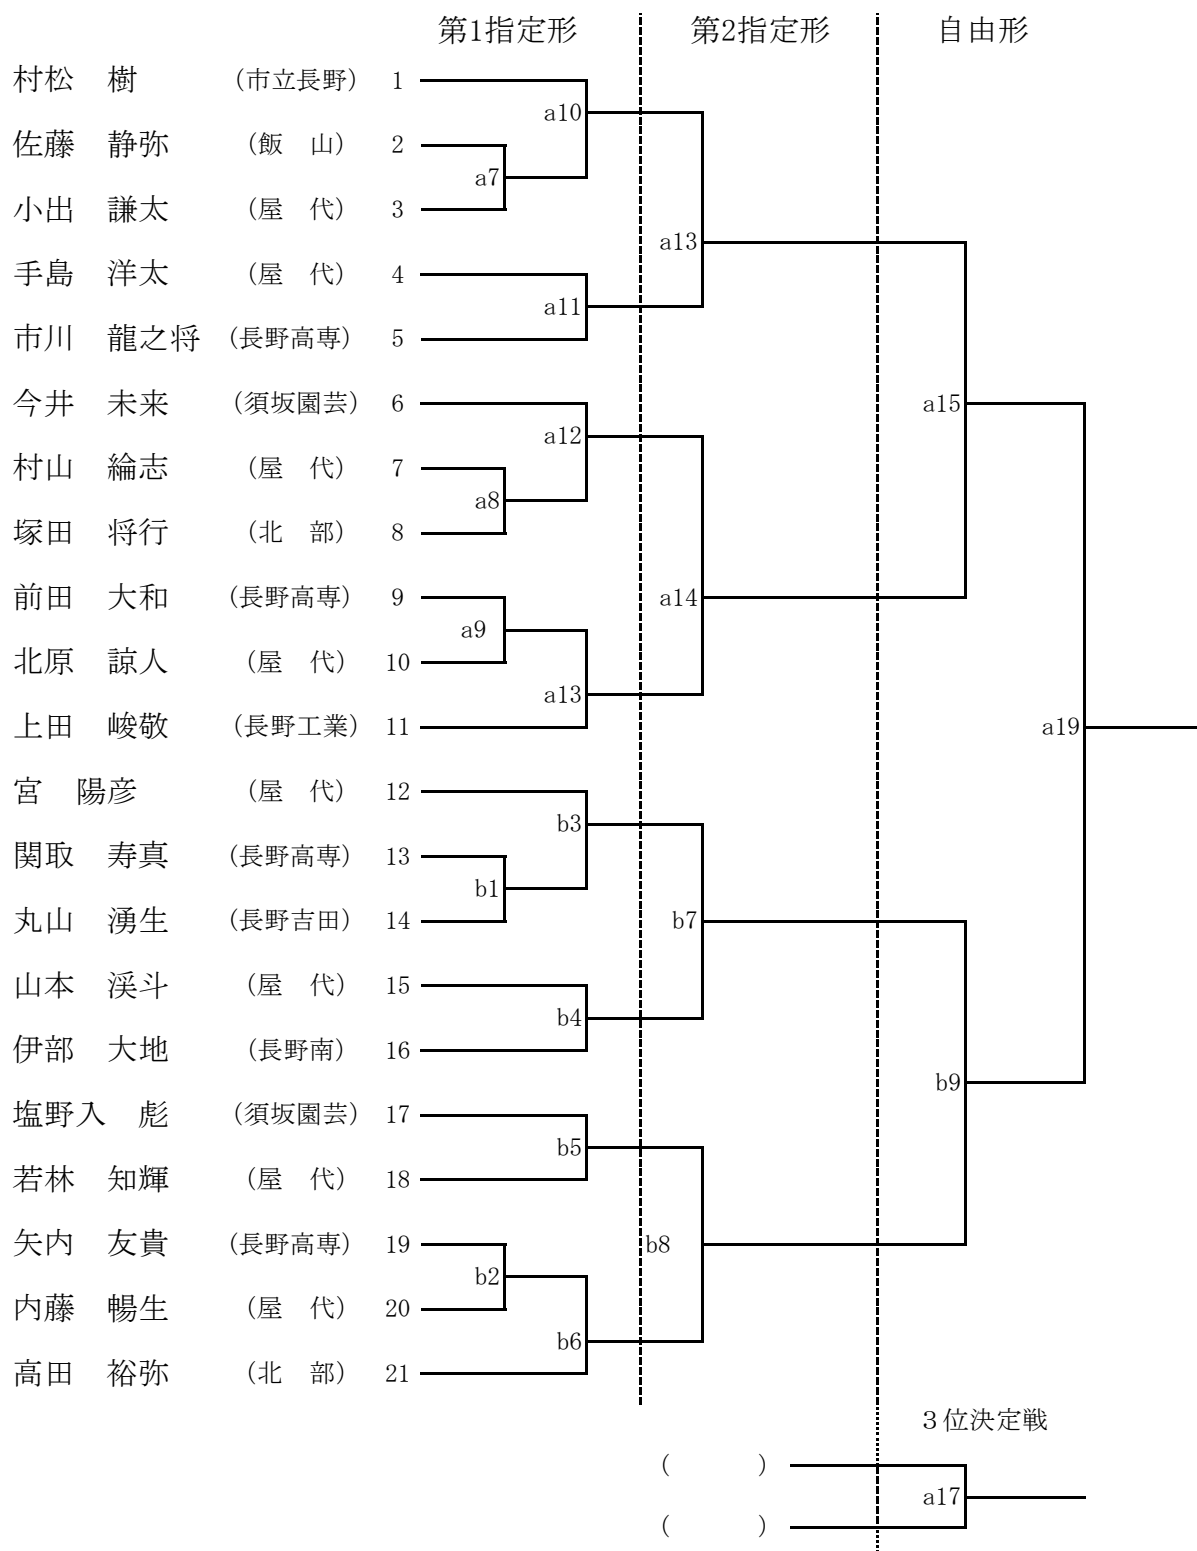 第1指定形 第2指定形 自由形
村松 樹 (市立長野) 1
a10
佐藤 静弥 (飯 山) 2
a7
小出 謙太 (屋 代) 3
a13
手島 洋太 (屋 代) 4
a11
市川 龍之将 (長野高専) 5
今井 未来 (須坂園芸) 6
a15
a12
村山 綸志 (屋 代) 7
a8
塚田 将行 (北 部) 8
前田 大和 (長野高専) 9
a14
a9
北原 諒人 (屋 代) 10
a13
上田 峻敬 (長野工業) 11
a19
宮 陽彦 (屋 代) 12
b3
関取 寿真 (長野高専) 13
b1
丸山 湧生 (長野吉田) 14
b7
山本 渓斗 (屋 代) 15
b4
伊部 大地 (長野南) 16
b9
塩野入 彪 (須坂園芸) 17
b5
若林 知輝 (屋 代) 18
矢内 友貴 (長野高専) 19
b8
b2
内藤 暢生 (屋 代) 20
b6
高田 裕弥 (北 部) 21
３位決定戦
( )
a17
( )